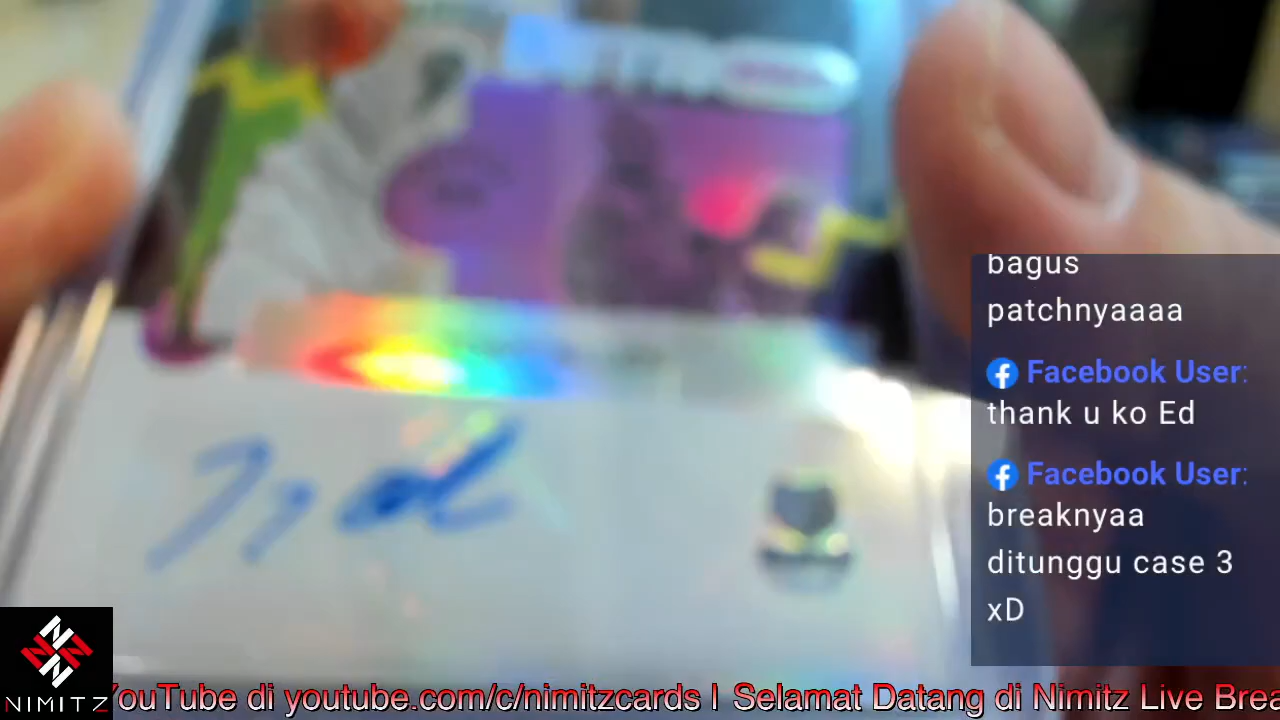 bagus
patchnyaaaa
Facebook User:
thank u ko Ed
Facebook User:
breaknyaa
ditunggu case 3
xD
NIMITZ
YouTube di youtube.com/c/nimitzcards I Selamat Datang di Nimitz Live Brea